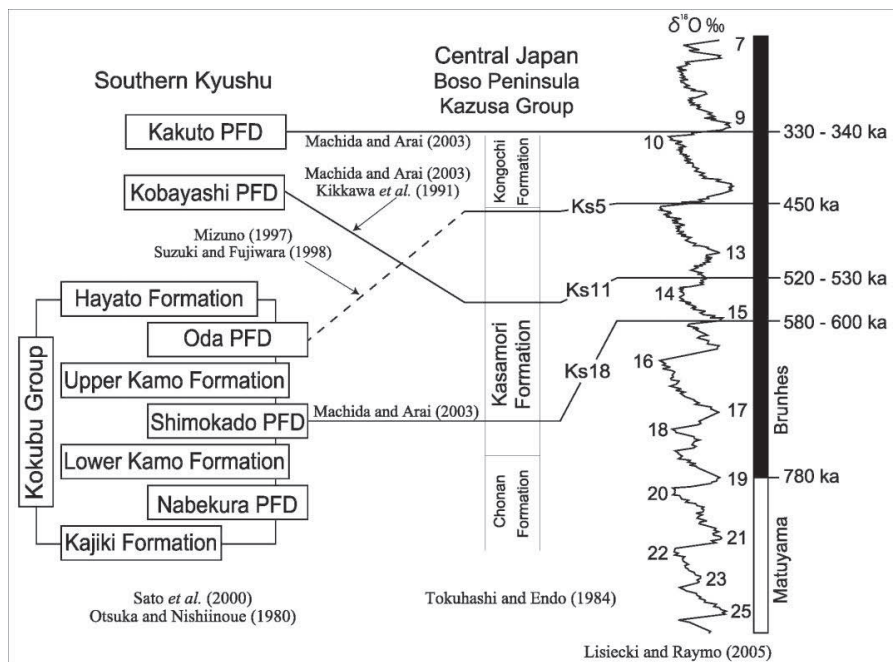 δ¹⁸O ‰
Southern Kyushu
Central Japan
Boso Peninsula
Kazusa Group
Kakuto PFD
Machida and Arai (2003)
Kobayashi PFD
Machida and Arai (2003)
Kikkawa et al. (1991)
Mizuno (1997)
Suzuki and Fujiwara (1998)
Kokubu Group
Hayato Formation
Oda PFD
Upper Kamo Formation
Shimokado PFD
Machida and Arai (2003)
Lower Kamo Formation
Nabekura PFD
Kajiki Formation
Sato et al. (2000)
Otsuka and Nishiinoue (1980)
Kongochi
Formation
Kasamori
Formation
Chonan
Formation
Tokuhashi and Endo (1984)
Ks5
Ks11
Ks18
7
9
10
13
14
15
16
17
18
19
20
21
22
23
25
330 - 340 ka
450 ka
520 - 530 ka
580 - 600 ka
780 ka
Brunhes
Matuyama
Lisiecki and Raymo (2005)